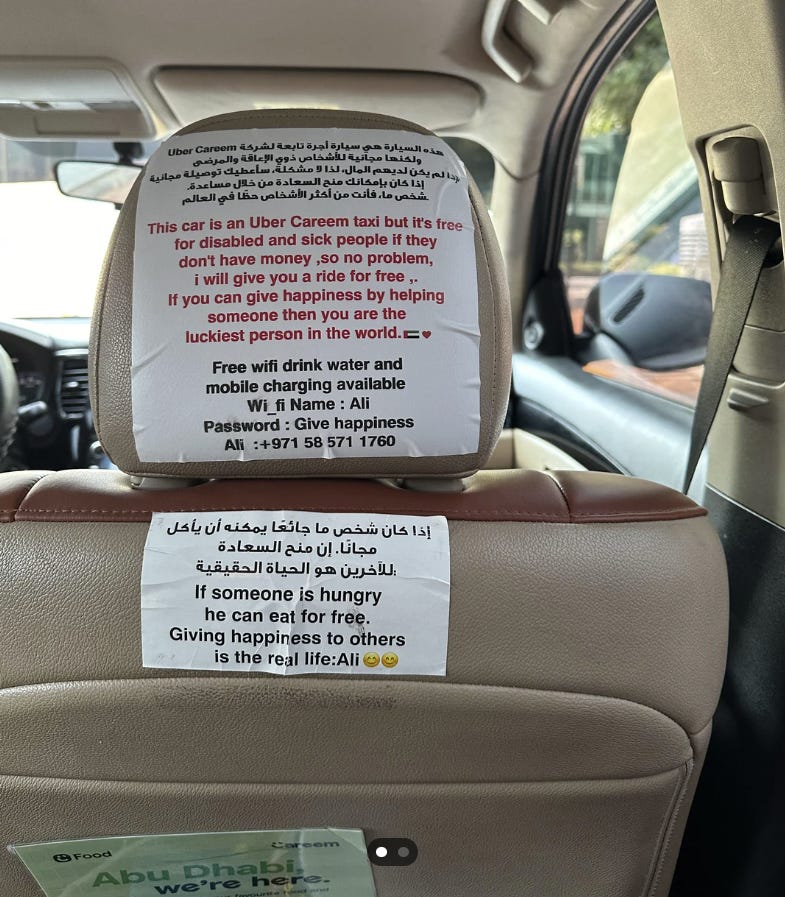 هذه السيارة هي سيارة أجرة تابعة لشركة Uber Careem
ولكنها مجانية للأشخاص ذوي الإعاقة والمرضى
إذا لم يكن لديهم المال، لذا لا مشكلة، سأعطيك توصيلة مجانية
إذا كان بإمكانك منح السعادة من خلال مساعدة.
شخص ما، فأنت من أكثر الأشخاص حظًا في العالم.
This car is an Uber Careem taxi but it's free
for disabled and sick people if they
don't have money ,so no problem,
i will give you a ride for free ,.
If you can give happiness by helping
someone then you are the
luckiest person in the world.🇦🇪♥
Free wifi drink water and
mobile charging available
Wi_fi Name : Ali
Password : Give happiness
Ali :+971 58 571 1760
إذا كان شخص ما جائعًا يمكنه أن يأكل
مجانًا. إن منح السعادة
للآخرين هو الحياة الحقيقية:
If someone is hungry
he can eat for free.
Giving happiness to others
is the real life:Ali😊😊
Food
Careem
Abu Dhabi,
we're here.